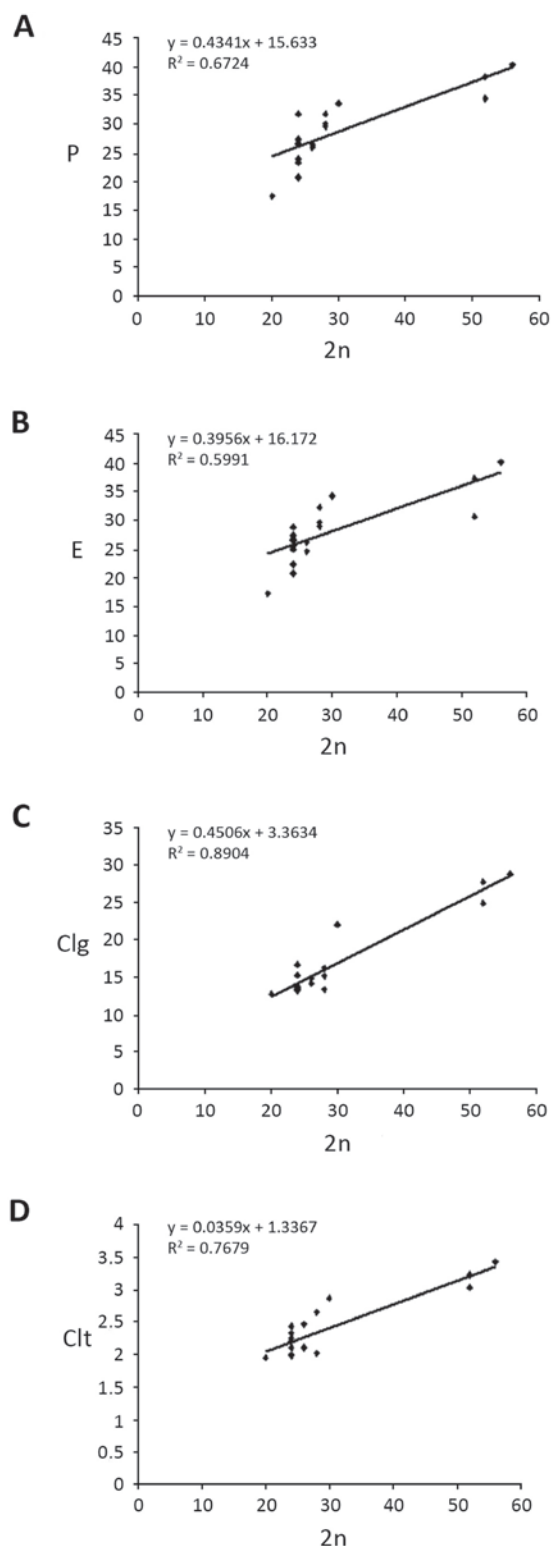 A
y = 0.4341x + 15.633
R² = 0.6724
45
40
35
30
25
20
15
10
5
0
P
0 10 20 30 40 50 60
2n
B
y = 0.3956x + 16.172
R² = 0.5991
45
40
35
30
25
20
15
10
5
0
E
0 10 20 30 40 50 60
2n
C
y = 0.4506x + 3.3634
R² = 0.8904
35
30
25
20
15
10
5
0
Clg
0 10 20 30 40 50 60
2n
D
y = 0.0359x + 1.3367
R² = 0.7679
4
3.5
3
2.5
2
1.5
1
0.5
0
Clt
0 10 20 30 40 50 60
2n